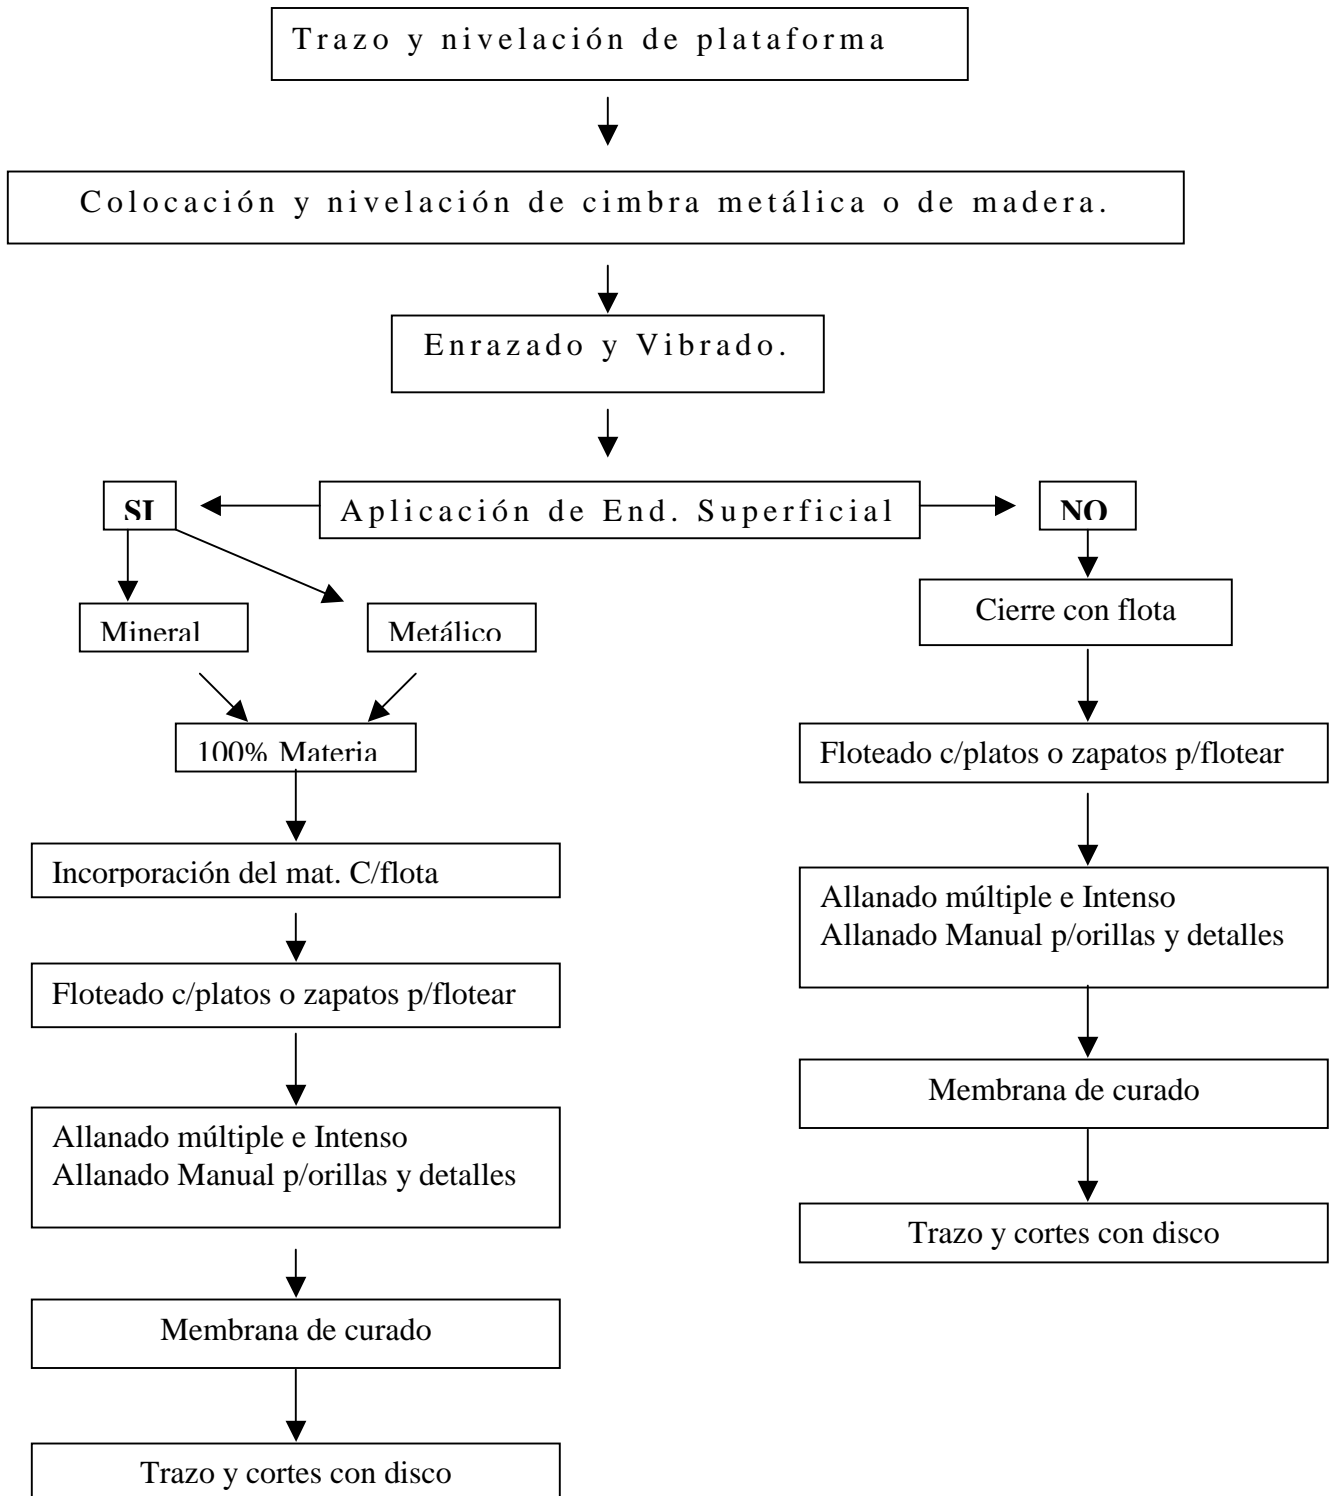 Trazo y nivelación de plataforma
Colocación y nivelación de cimbra metálica o de madera.
Enrazado y Vibrado.
SI
Aplicación de End. Superficial
NO
Mineral
Metálico
100% Materia
Incorporación del mat. C/flota
Floteado c/platos o zapatos p/flotear
Allanado múltiple e Intenso
Allanado Manual p/orillas y detalles
Membrana de curado
Trazo y cortes con disco
Cierre con flota
Floteado c/platos o zapatos p/flotear
Allanado múltiple e Intenso
Allanado Manual p/orillas y detalles
Membrana de curado
Trazo y cortes con disco